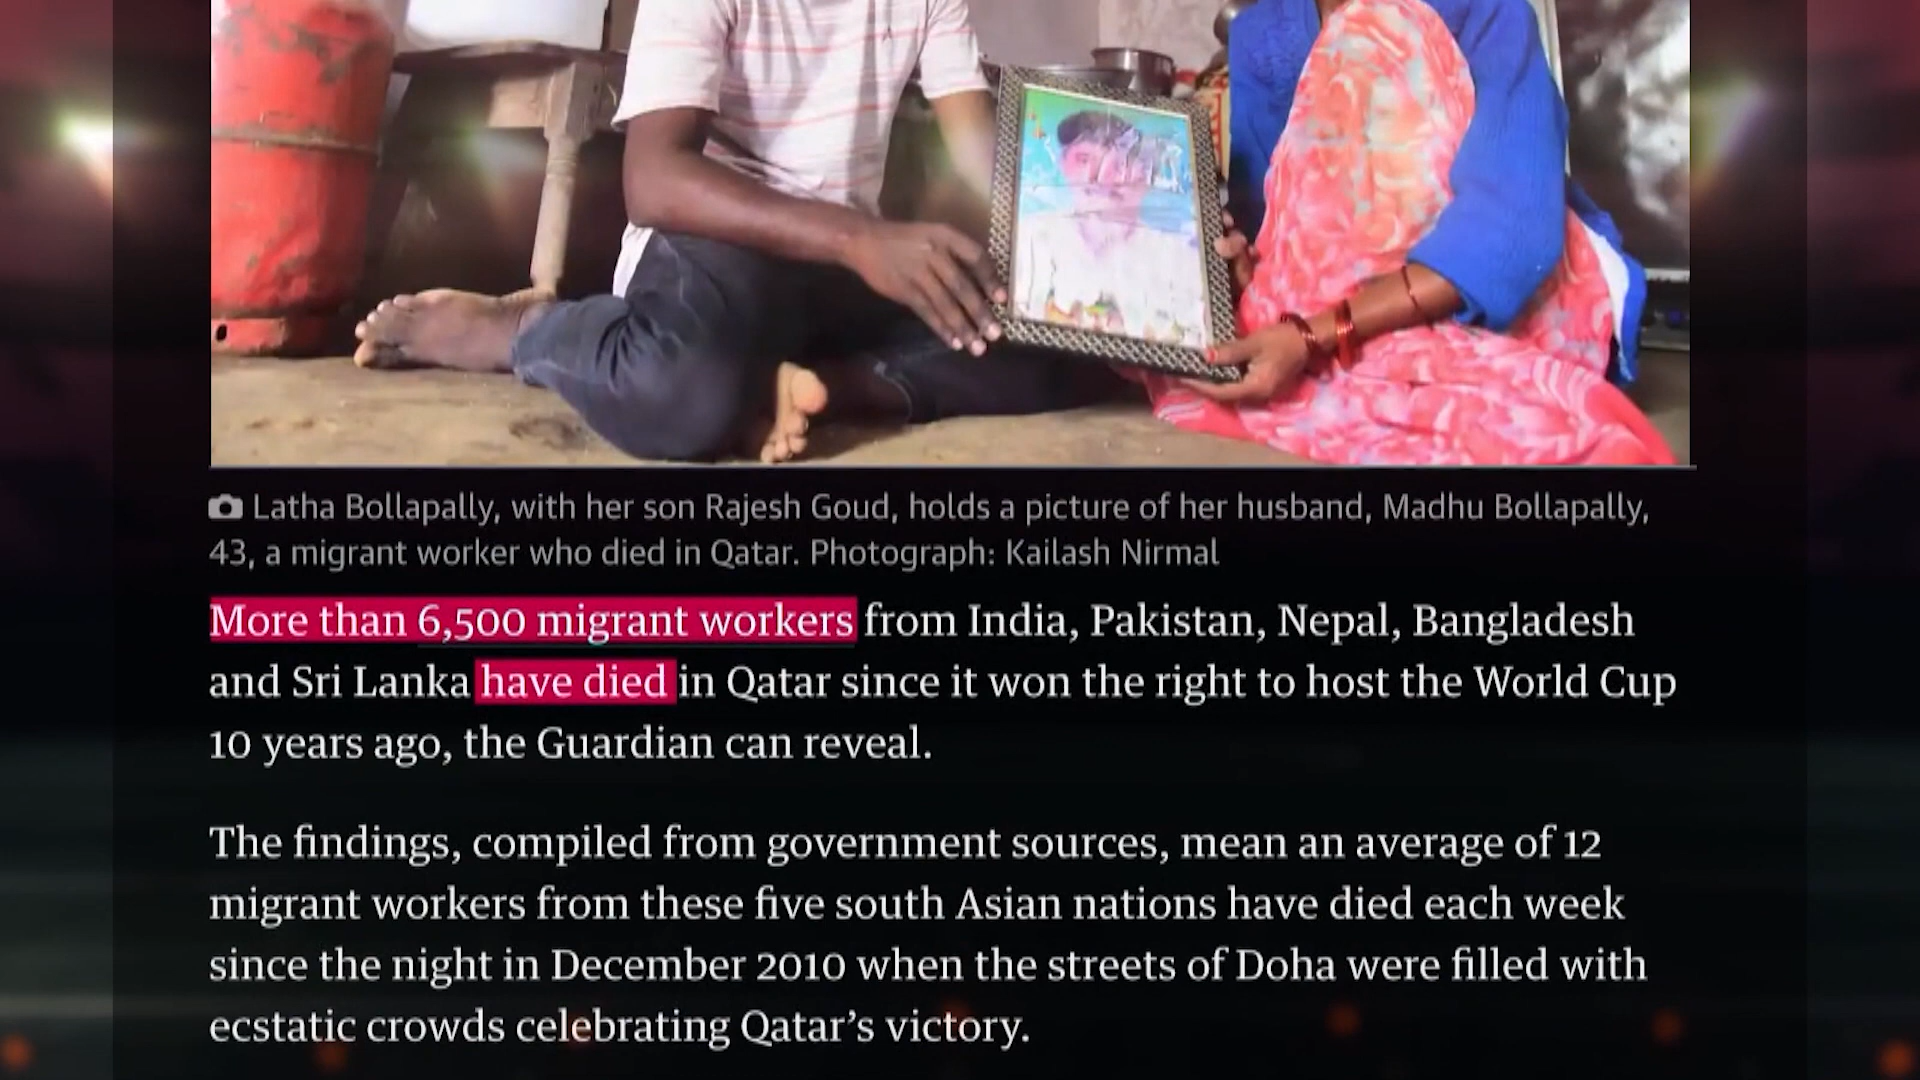 Latha Bollapally, with her son Rajesh Goud, holds a picture of her husband, Madhu Bollapally,
43, a migrant worker who died in Qatar. Photograph: Kailash Nirmal
More than 6,500 migrant workers from India, Pakistan, Nepal, Bangladesh
and Sri Lanka have died in Qatar since it won the right to host the World Cup
10 years ago, the Guardian can reveal.
The findings, compiled from government sources, mean an average of 12
migrant workers from these five south Asian nations have died each week
since the night in December 2010 when the streets of Doha were filled with
ecstatic crowds celebrating Qatar’s victory.